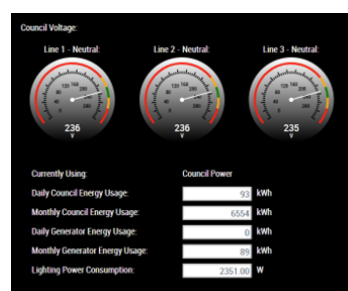 Council Voltage:
Line 1 - Neutral: Line 2 - Neutral: Line 3 - Neutral:
236 236 235
V V V
Currently Using: Council Power
Daily Council Energy Usage: 93 kWh
Monthly Council Energy Usage: 6554 kWh
Daily Generator Energy Usage: 0 kWh
Monthly Generator Energy Usage: 89 kWh
Lighting Power Consumption: 2351.00 W